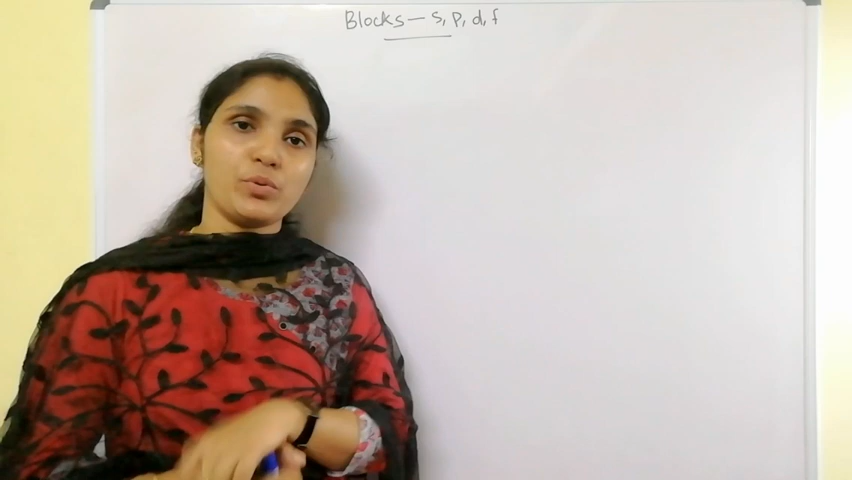 Blocks — s, p, d, f